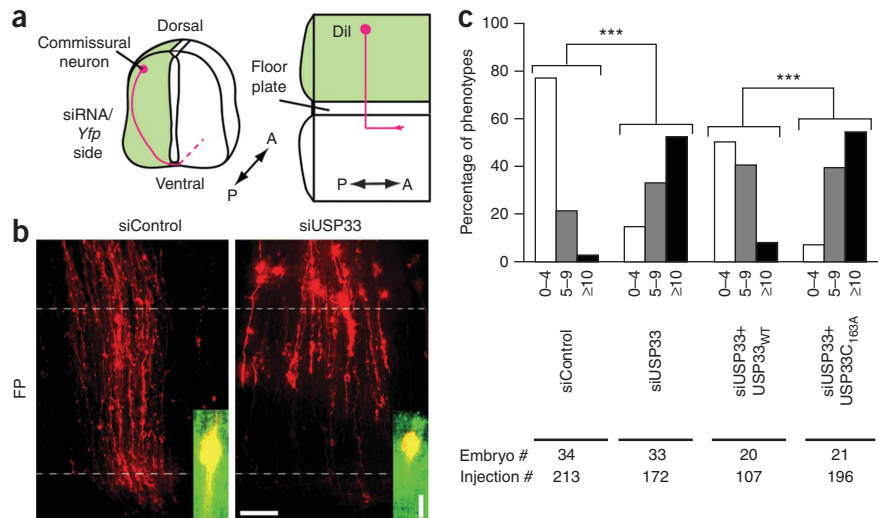 a
Dorsal
Commissural
neuron
siRNA/
Yfp
side
Ventral
A
P
DiI
Floor
plate
P
A
b
siControl
siUSP33
FP
c
Percentage of phenotypes
100
80
60
40
20
0
***
***
0–4
5–9
≥10
0–4
5–9
≥10
0–4
5–9
≥10
0–4
5–9
≥10
siControl
siUSP33
siUSP33+
USP33WT
siUSP33+
USP33C163A
Embryo # 34 33 20 21
Injection # 213 172 107 196